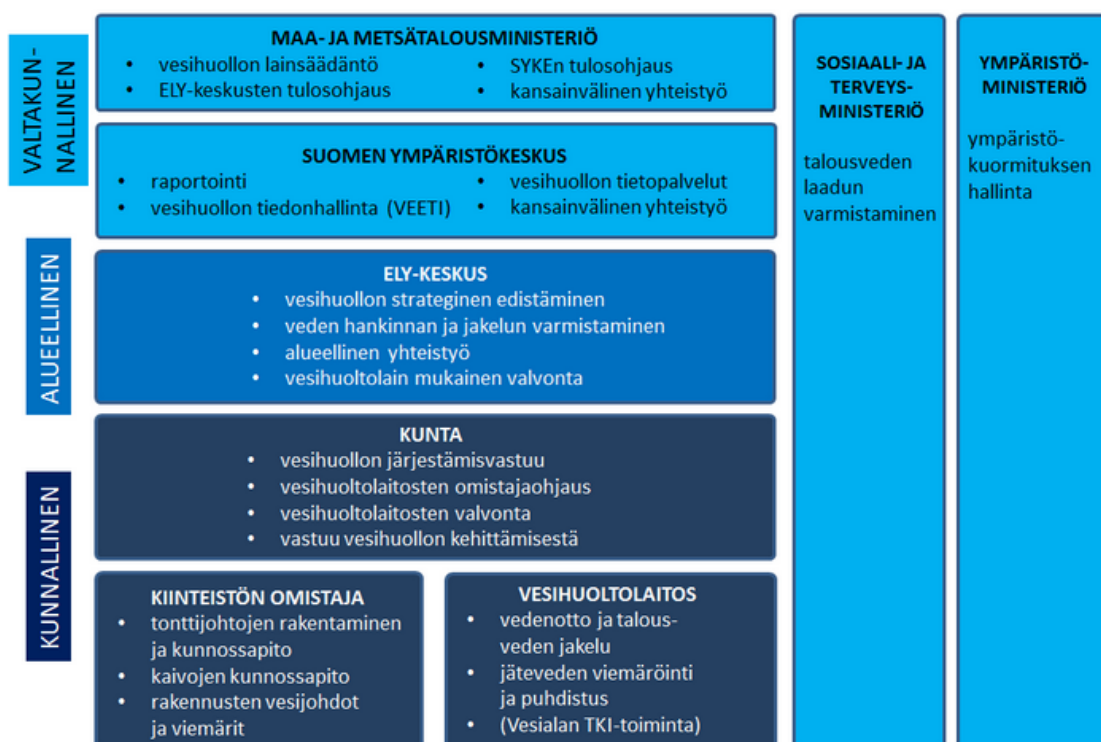 VALTAKUN-
NALLINEN
MAA- JA METSÄTALOUSMINISTERIÖ
• vesihuollon lainsäädäntö
• ELY-keskusten tulosohjaus
• SYKEn tulosohjaus
• kansainvälinen yhteistyö
SUOMEN YMPÄRISTÖKESKUS
• raportointi
• vesihuollon tiedonhallinta (VEETI)
• vesihuollon tietopalvelut
• kansainvälinen yhteistyö
ALUEELLINEN
ELY-KESKUS
• vesihuollon strateginen edistäminen
• veden hankinnan ja jakelun varmistaminen
• alueellinen yhteistyö
• vesihuoltolain mukainen valvonta
KUNNALLINEN
KUNTA
• vesihuollon järjestämisvastuu
• vesihuoltolaitosten omistajaohjaus
• vesihuoltolaitosten valvonta
• vastuu vesihuollon kehittämisestä
KIINTEISTÖN OMISTAJA
• tonttijohtojen rakentaminen
ja kunnossapito
• kaivojen kunnossapito
• rakennusten vesijohdot
ja viemärit
VESIHUOLTOLAITOS
• vedenotto ja talous-
veden jakelu
• jäteveden viemäröinti
ja puhdistus
• (Vesialan TKI-toiminta)
SOSIAALI- JA
TERVEYS-
MINISTERIÖ
talousveden
laadun
varmistaminen
YMPÄRISTÖ-
MINISTERIÖ
ympäristö-
kuormituksen
hallinta